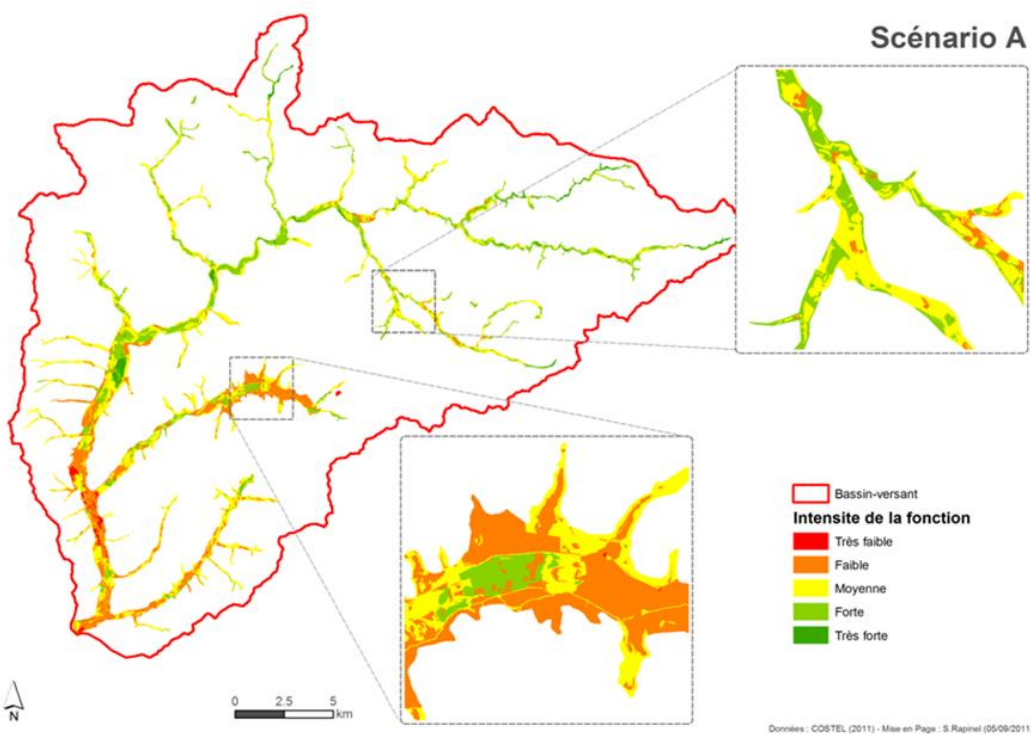 Scénario A
Bassin-versant
Intensite de la fonction
Très faible
Faible
Moyenne
Forte
Très forte
0 2.5 5
km
N
Données : COSTEL (2011) - Mise en Page : S.Rapinel (05/09/2011